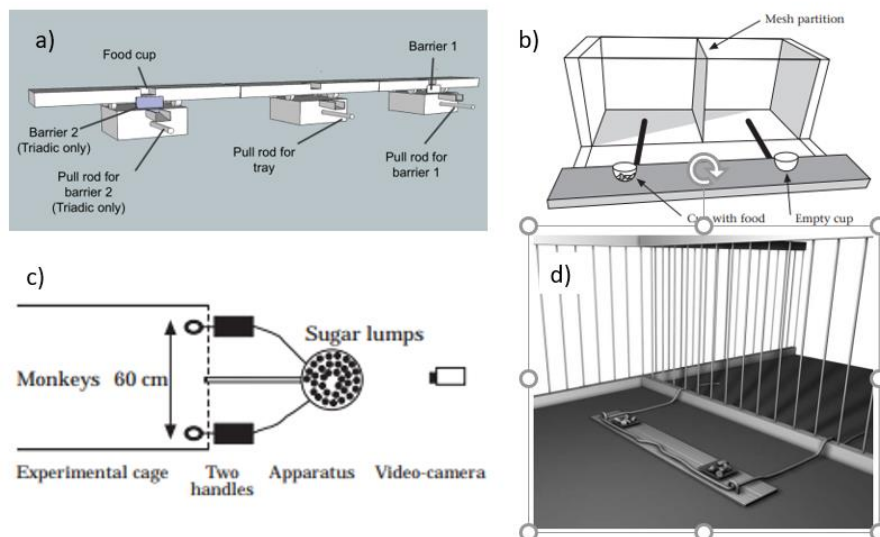 a)
Food cup
Barrier 1
Barrier 2
(Triadic only)
Pull rod for
barrier 2
(Triadic only)
Pull rod for
tray
Pull rod for
barrier 1
b)
Mesh partition
with food
Empty cup
c)
Monkeys
60 cm
Sugar lumps
Experimental cage
Two
handles
Apparatus
Video-camera
d)